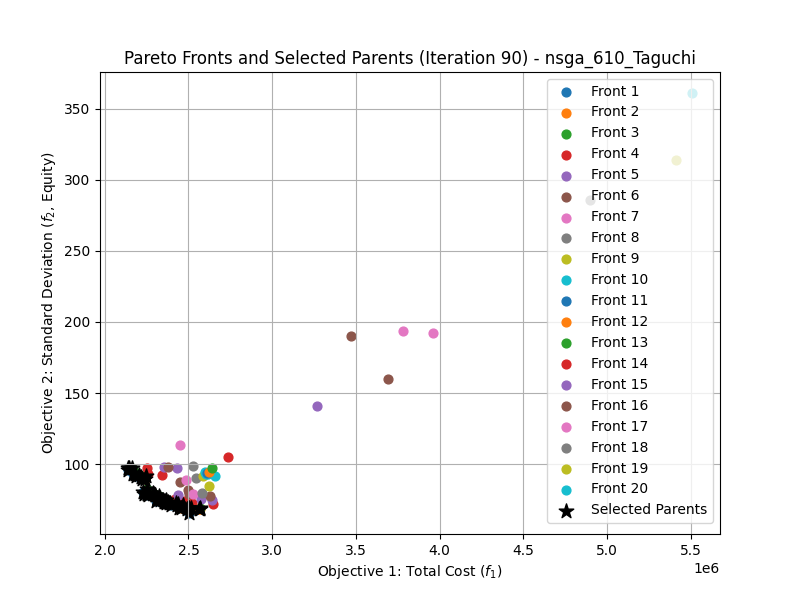 Pareto Fronts and Selected Parents (Iteration 90) - nsga_610_Taguchi
Objective 2: Standard Deviation (f₂, Equity)
350
300
250
200
150
100
2.0
2.5
3.0
3.5
4.0
4.5
5.0
5.5
1e6
Objective 1: Total Cost (f₁)
Front 1
Front 2
Front 3
Front 4
Front 5
Front 6
Front 7
Front 8
Front 9
Front 10
Front 11
Front 12
Front 13
Front 14
Front 15
Front 16
Front 17
Front 18
Front 19
Front 20
Selected Parents